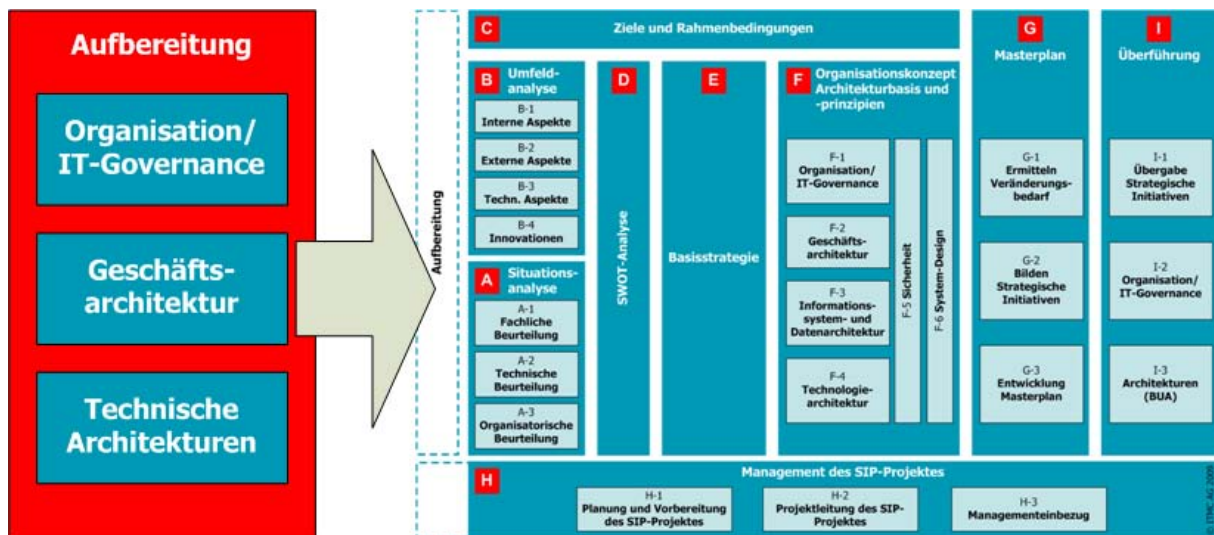 Aufbereitung
Organisation/
IT-Governance
Geschäfts-
architektur
Technische
Architekturen
Aufbereitung
C
Ziele und Rahmenbedingungen
B
Umfeld-
analyse
B-1
Interne Aspekte
B-2
Externe Aspekte
B-3
Techn. Aspekte
B-4
Innovationen
A
Situations-
analyse
A-1
Fachliche
Beurteilung
A-2
Technische
Beurteilung
A-3
Organisatorische
Beurteilung
D
SWOT-Analyse
E
Basisstrategie
F
Organisationskonzept
Architekturbasis und
-prinzipien
F-1
Organisation/
IT-Governance
F-2
Geschäfts-
architektur
F-3
Informations-
system- und
Datenarchitektur
F-4
Technologie-
architektur
F-5 Sicherheit
F-6 System-Design
G
Masterplan
G-1
Ermitteln
Veränderungs-
bedarf
G-2
Bilden
Strategische
Initiativen
G-3
Entwicklung
Masterplan
I
Überführung
I-1
Übergabe
Strategische
Initiativen
I-2
Organisation/
IT-Governance
I-3
Architekturen
(BUA)
H
Management des SIP-Projektes
H-1
Planung und Vorbereitung
des SIP-Projektes
H-2
Projektleitung des SIP-
Projektes
H-3
Managementeinbezug
© ITMC AG 2009